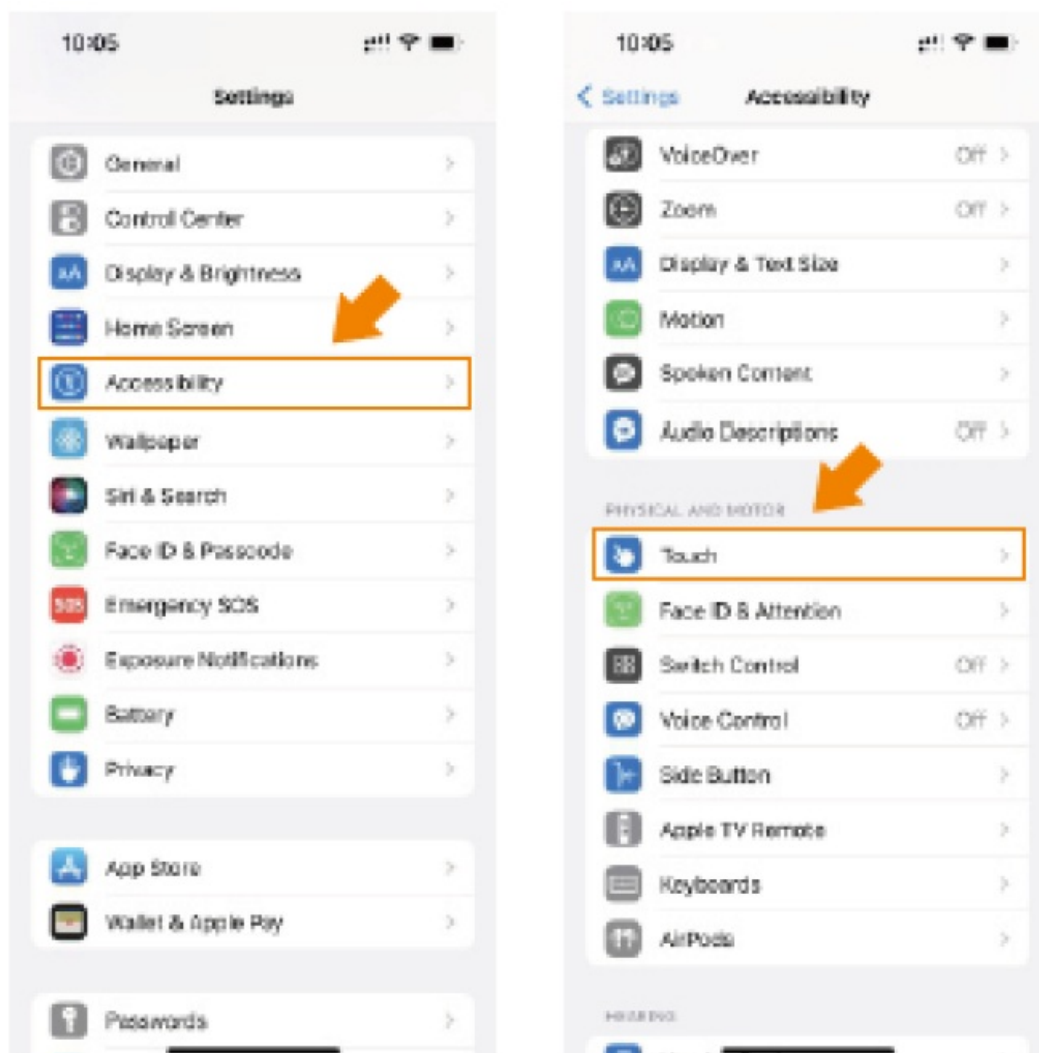 10:05
Settings
General
Control Center
AA Display & Brightness
Home Screen
Accessibility
Wallpaper
Siri & Search
Face ID & Passcode
SOS Emergency SOS
Exposure Notifications
Battery
Privacy
App Store
Wallet & Apple Pay
Passwords
10:05
Settings Accessibility
VoiceOver Off
Zoom Off
AA Display & Text Size
Motion
Spoken Content
Audio Descriptions Off
PHYSICAL AND MOTOR
Touch
Face ID & Attention
Switch Control Off
Voice Control Off
Side Button
Apple TV Remote
Keyboards
AirPods
HEARING